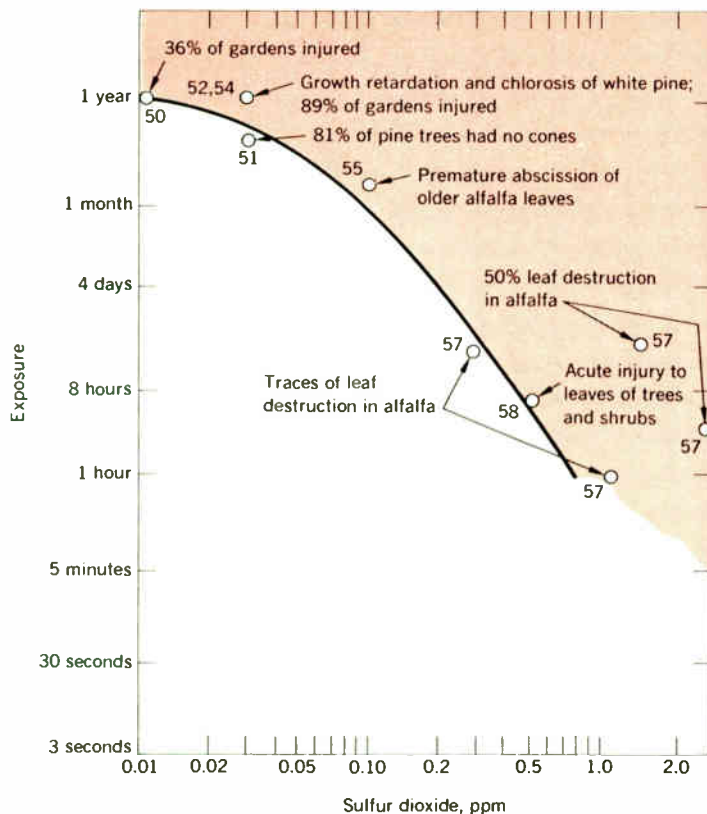 36% of gardens injured
52,54
Growth retardation and chlorosis of white pine;
89% of gardens injured
1 year
50
81% of pine trees had no cones
51
55
Premature abscission of
older alfalfa leaves
1 month
50% leaf destruction
in alfalfa
4 days
57
57
Exposure
Traces of leaf
destruction in alfalfa
8 hours
58
Acute injury to
leaves of trees
and shrubs
57
1 hour
57
5 minutes
30 seconds
3 seconds
0.01
0.02
0.05
0.10
0.2
0.5
1.0
2.0
Sulfur dioxide, ppm